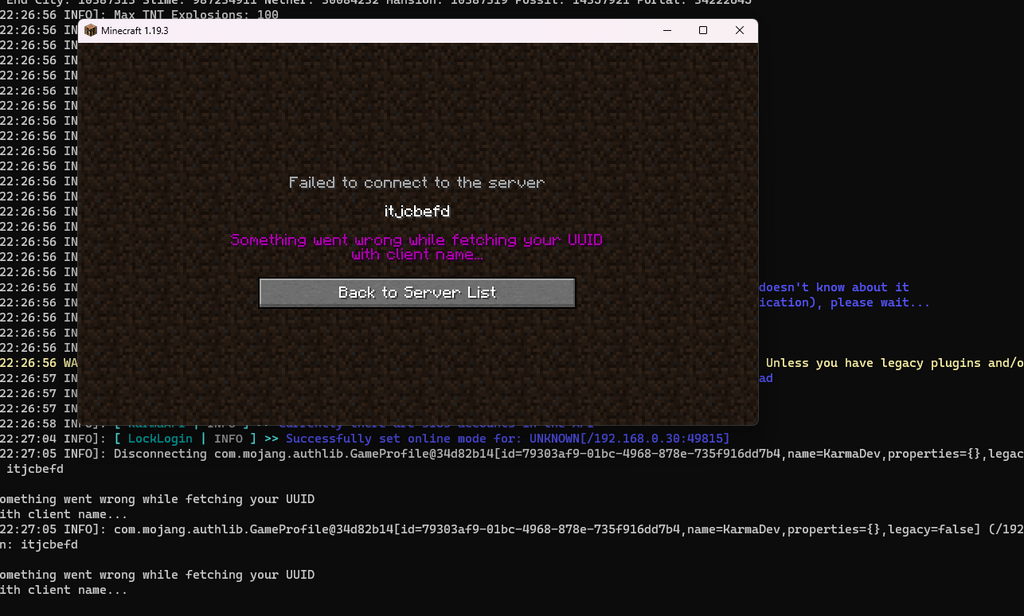 End City: 10387313 Slime: 987234911 Nether: 30084232 Mansion: 10387319 Fossil: 14357921 Portal: 34222645
22:26:56 INFO]: Max TNT Explosions: 100
Minecraft 1.19.3
22:26:56 IN
22:26:56 IN
22:26:56 IN
22:26:56 IN
22:26:56 IN
22:26:56 IN
22:26:56 IN
22:26:56 IN
22:26:56 IN
22:26:56 IN
22:26:56 IN
Failed to connect to the server
22:26:56 IN
22:26:56 IN
itjcbefd
22:26:56 IN
22:26:56 IN
Something went wrong while fetching your UUID
with client name...
22:26:56 IN
22:26:56 IN
22:26:56 IN doesn't know about it
Back to Server List
22:26:56 IN ication), please wait...
22:26:56 IN
22:26:56 IN
22:26:56 IN
22:26:56 WA Unless you have legacy plugins and/o
22:26:57 IN ad
22:26:57 IN
22:26:57 IN
22:26:58 INFO]: [ KarmaAPI | INFO ] >> Currently there are 5185 accounts in the API
22:27:04 INFO]: [ LockLogin | INFO ] >> Successfully set online mode for: UNKNOWN[/192.168.0.30:49815]
22:27:05 INFO]: Disconnecting com.mojang.authlib.GameProfile@34d82b14[id=79303af9-01bc-4968-878e-735f916dd7b4,name=KarmaDev,properties={},legac
itjcbefd
omething went wrong while fetching your UUID
ith client name...
22:27:05 INFO]: com.mojang.authlib.GameProfile@34d82b14[id=79303af9-01bc-4968-878e-735f916dd7b4,name=KarmaDev,properties={},legacy=false] (/192
n: itjcbefd
omething went wrong while fetching your UUID
ith client name...